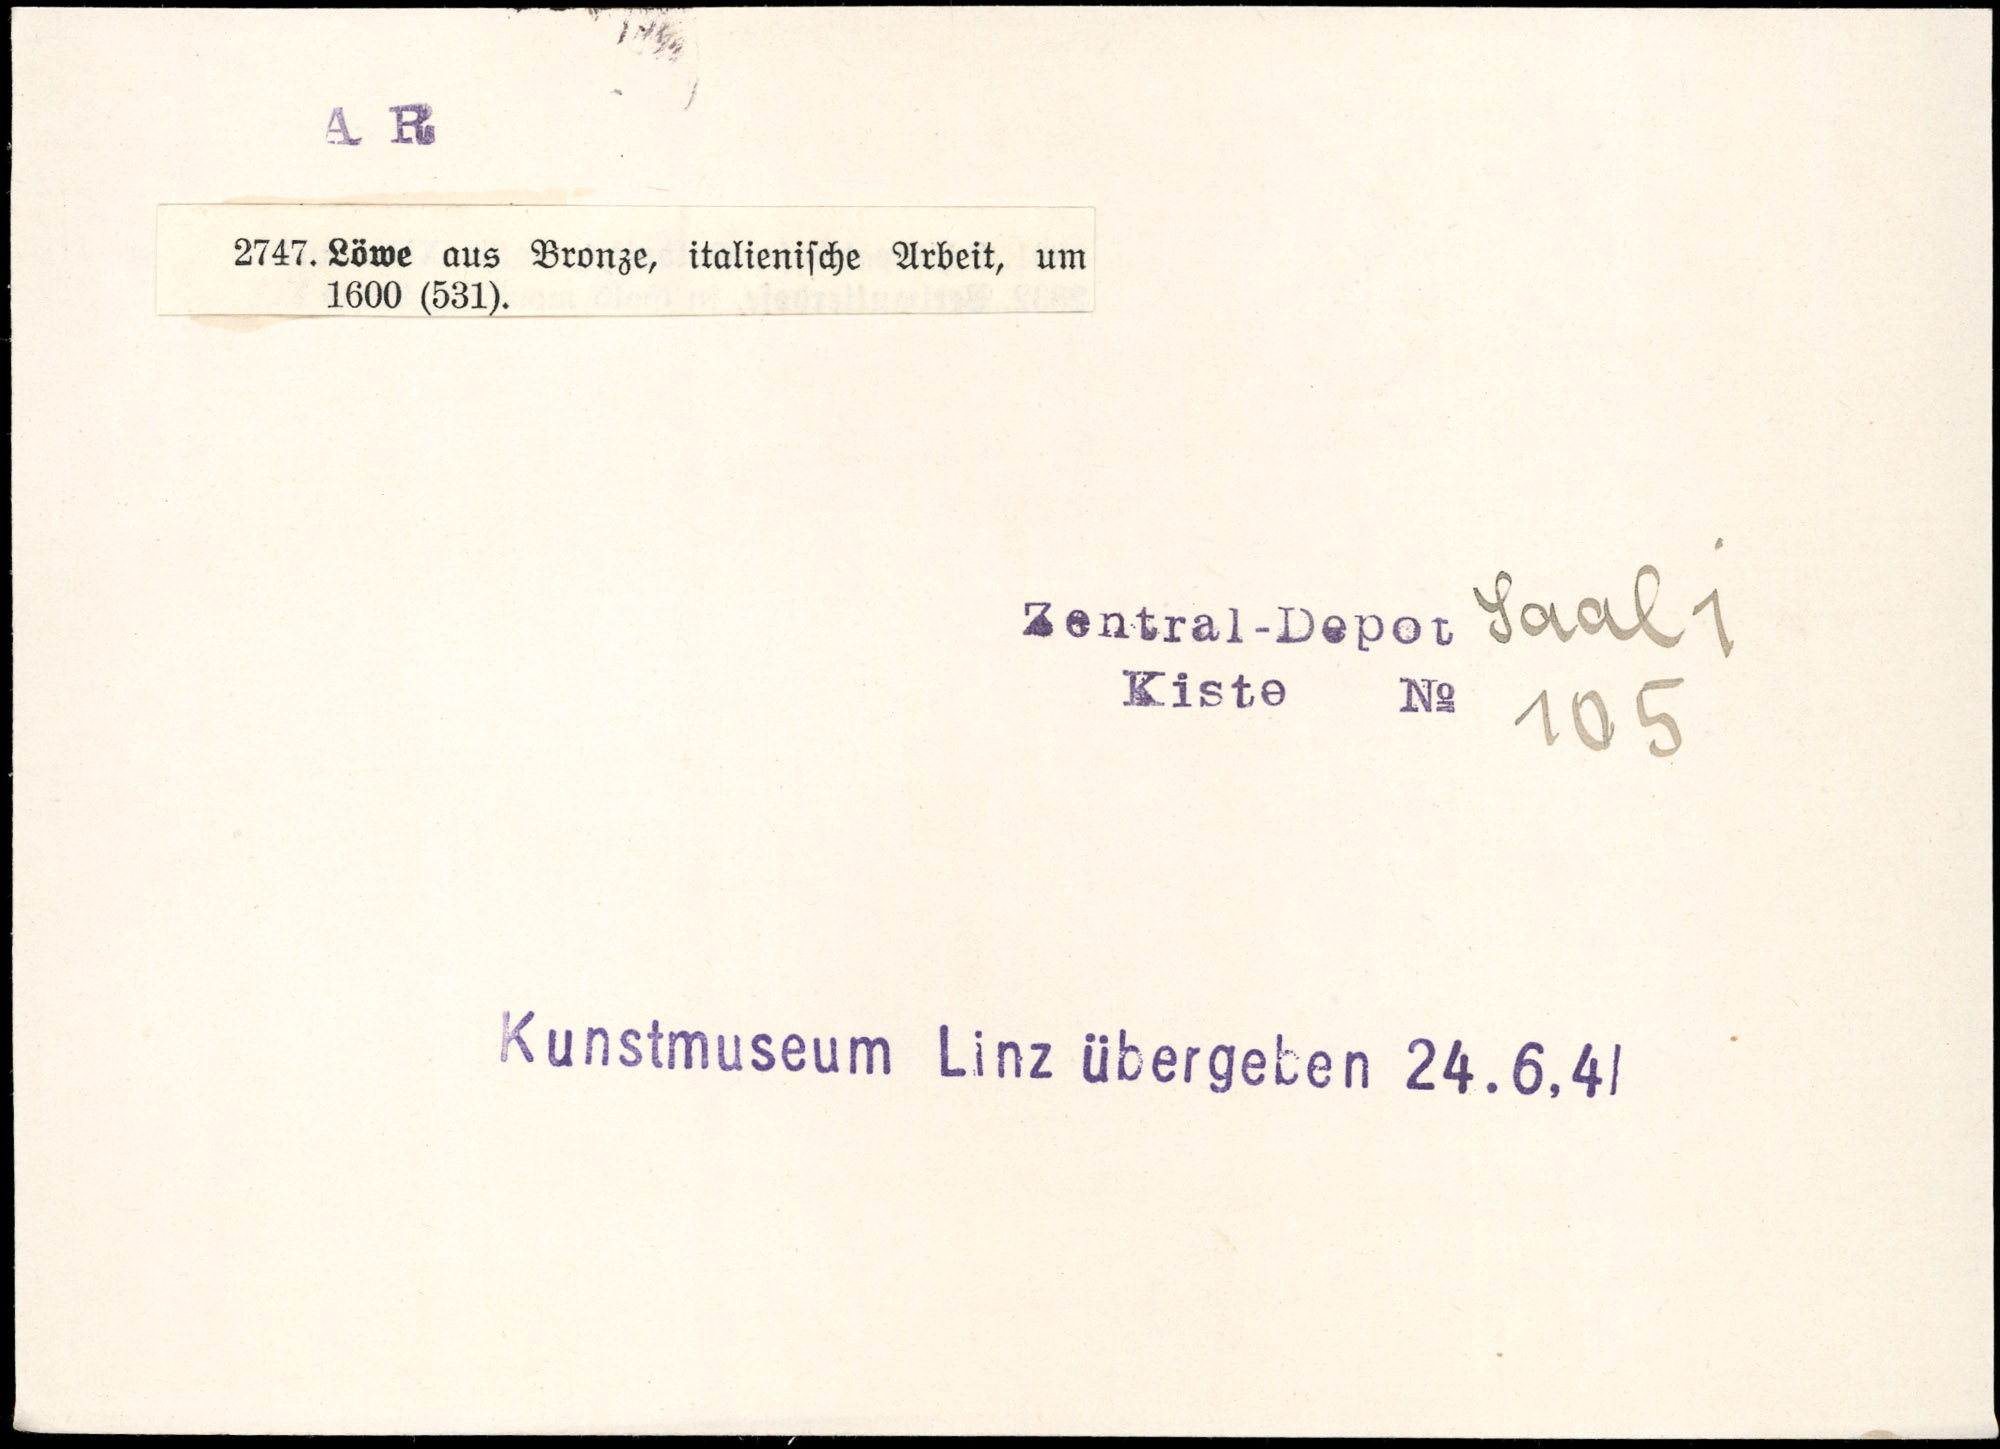 A R
2747. Löwe aus Bronze, italieniſche Arbeit, um
1600 (531).
Zentral-Depot Saal 1
Kiste № 105
Kunstmuseum Linz übergeben 24.6.41